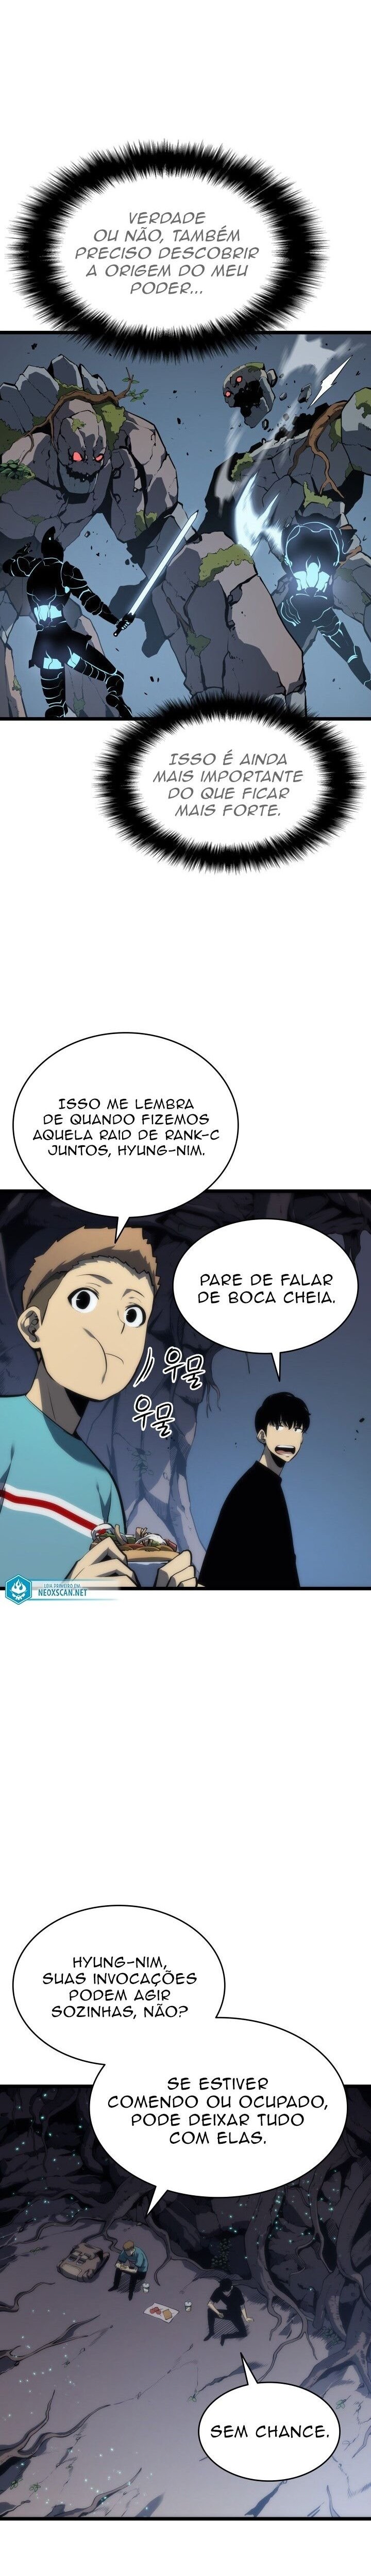 VERDADE
OU NÃO, TAMBÉM
PRECISO DESCOBRIR
A ORIGEM DO MEU
PODER...
ISSO É AINDA
MAIS IMPORTANTE
DO QUE FICAR
MAIS FORTE.
ISSO ME LEMBRA
DE QUANDO FIZEMOS
AQUELA RAID DE RANK-C
JUNTOS, HYUNG-NIM.
PARE DE FALAR
DE BOCA CHEIA.
우물
우물
LEIA PRIMEIRO EM
NEOXSCAN.NET
HYUNG-NIM,
SUAS INVOCAÇÕES
PODEM AGIR
SOZINHAS, NÃO?
SE ESTIVER
COMENDO OU OCUPADO,
PODE DEIXAR TUDO
COM ELAS.
SEM CHANCE.